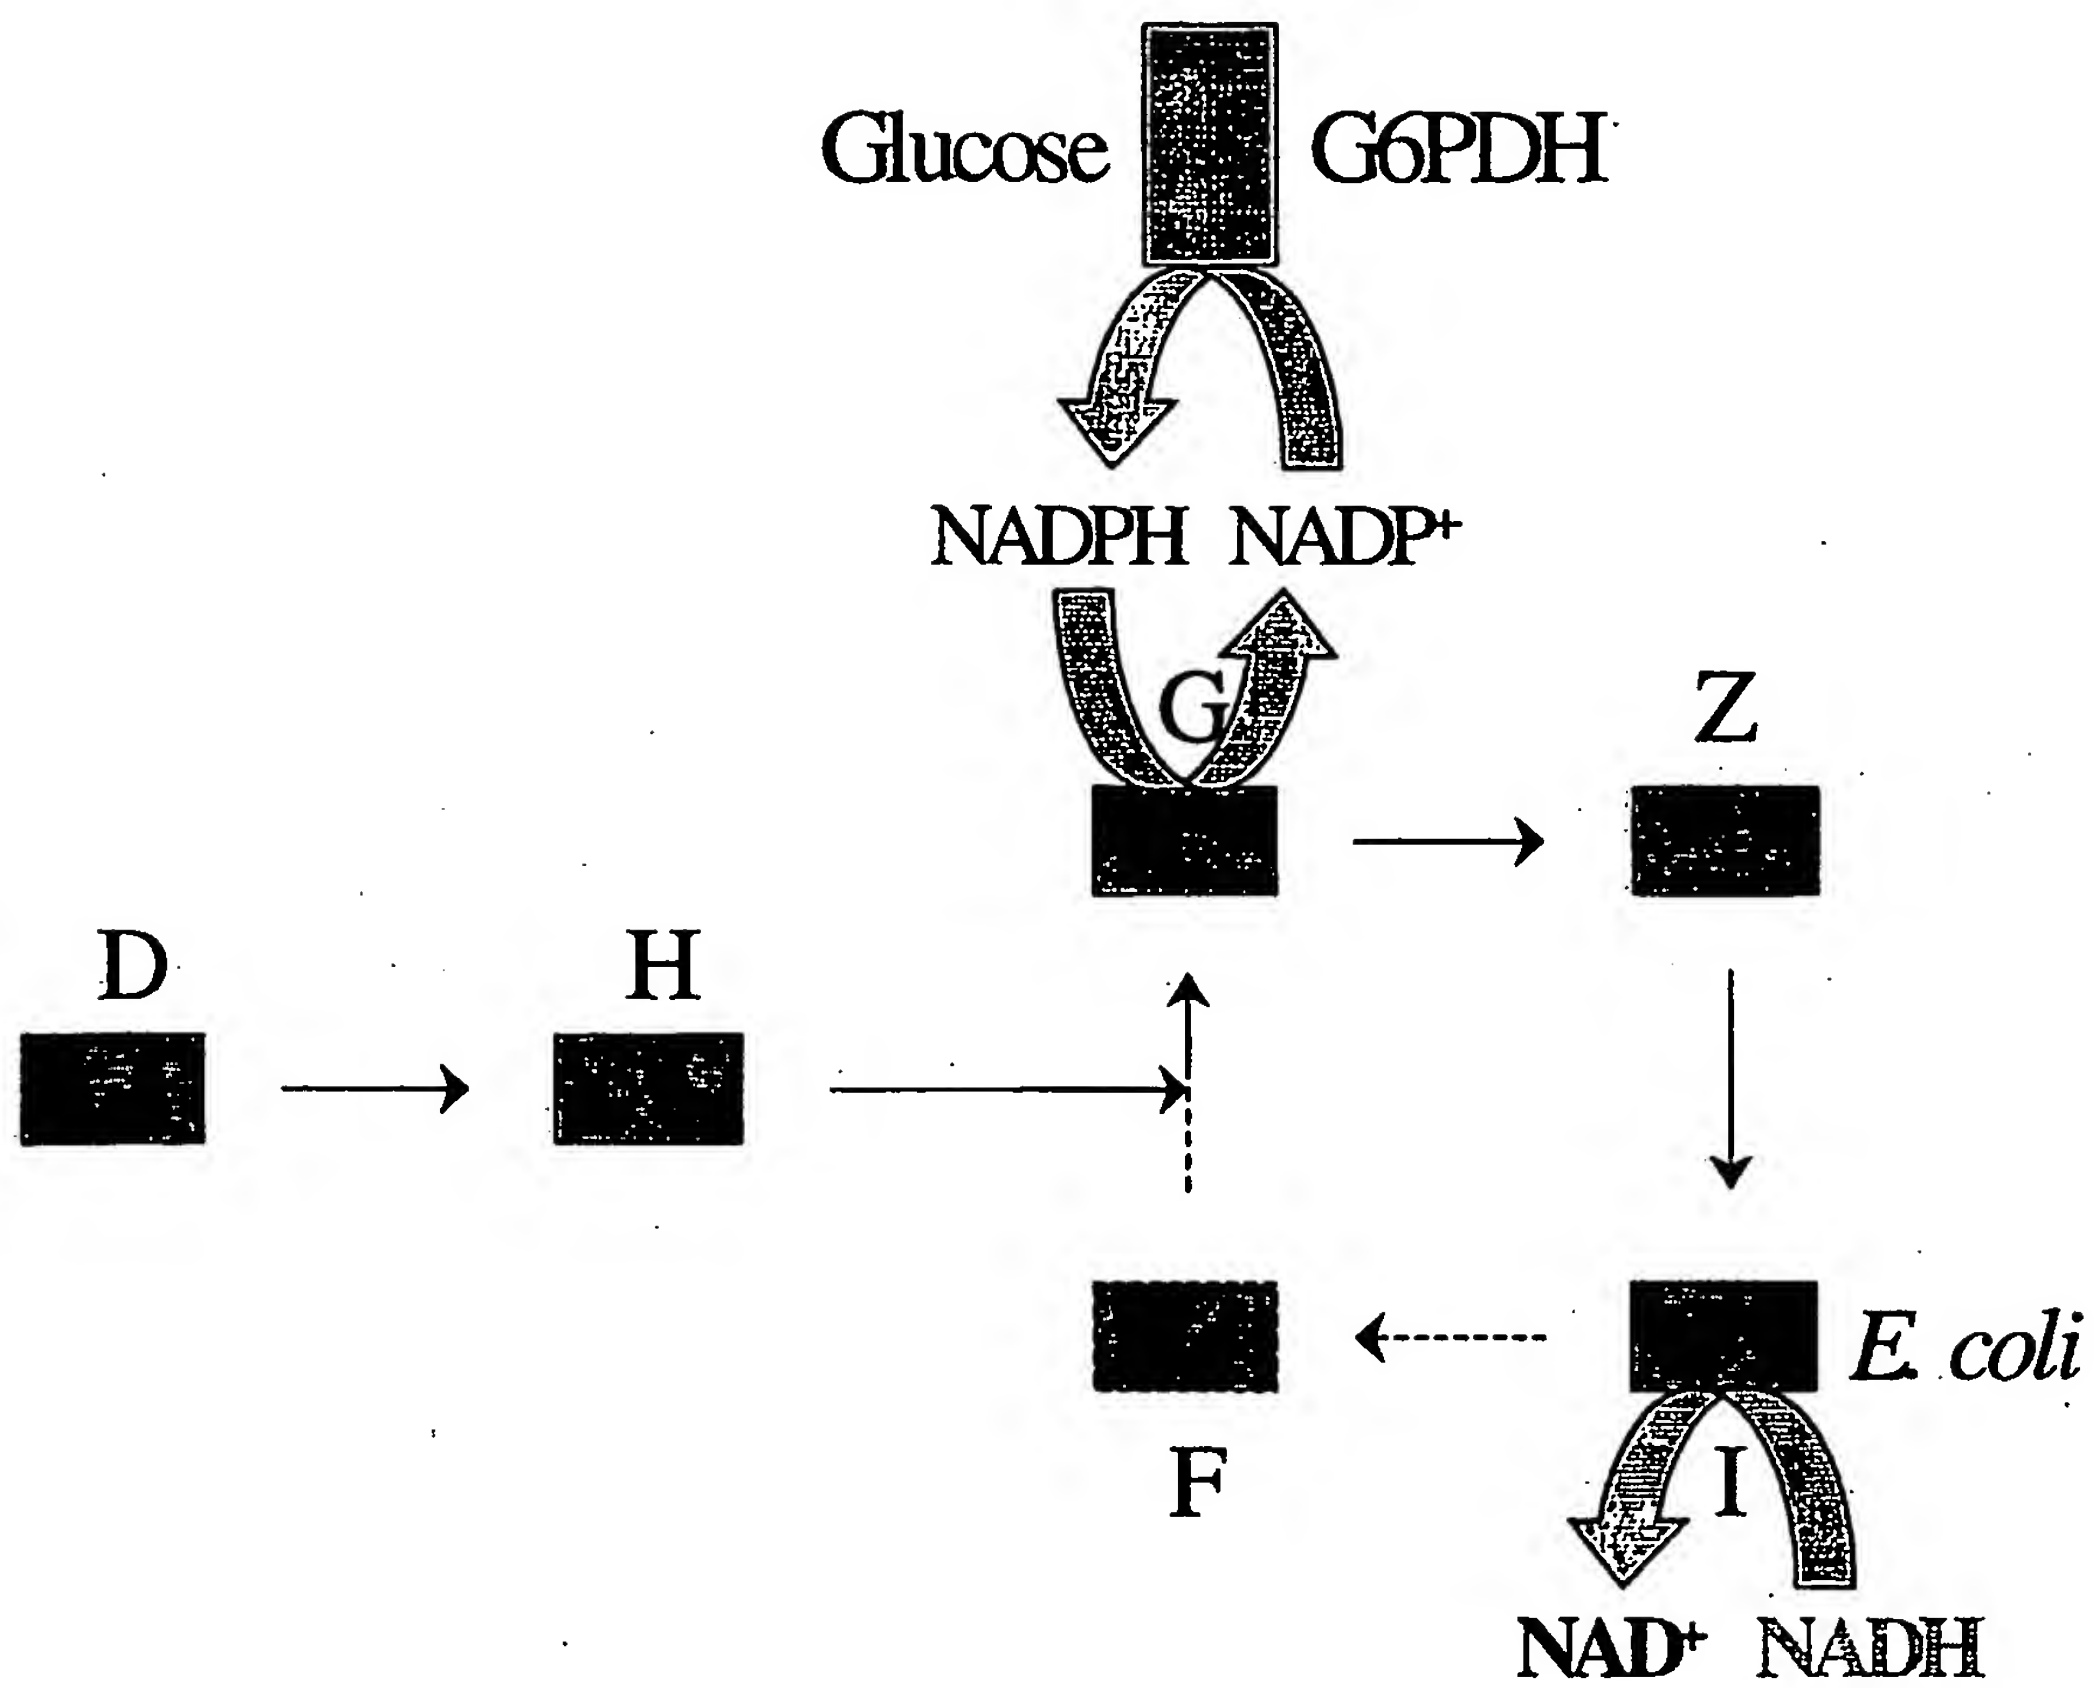 Glucose G6PDH
NADPH NADP+
G
Z
D
H
E. coli
F
I
NAD+ NADH